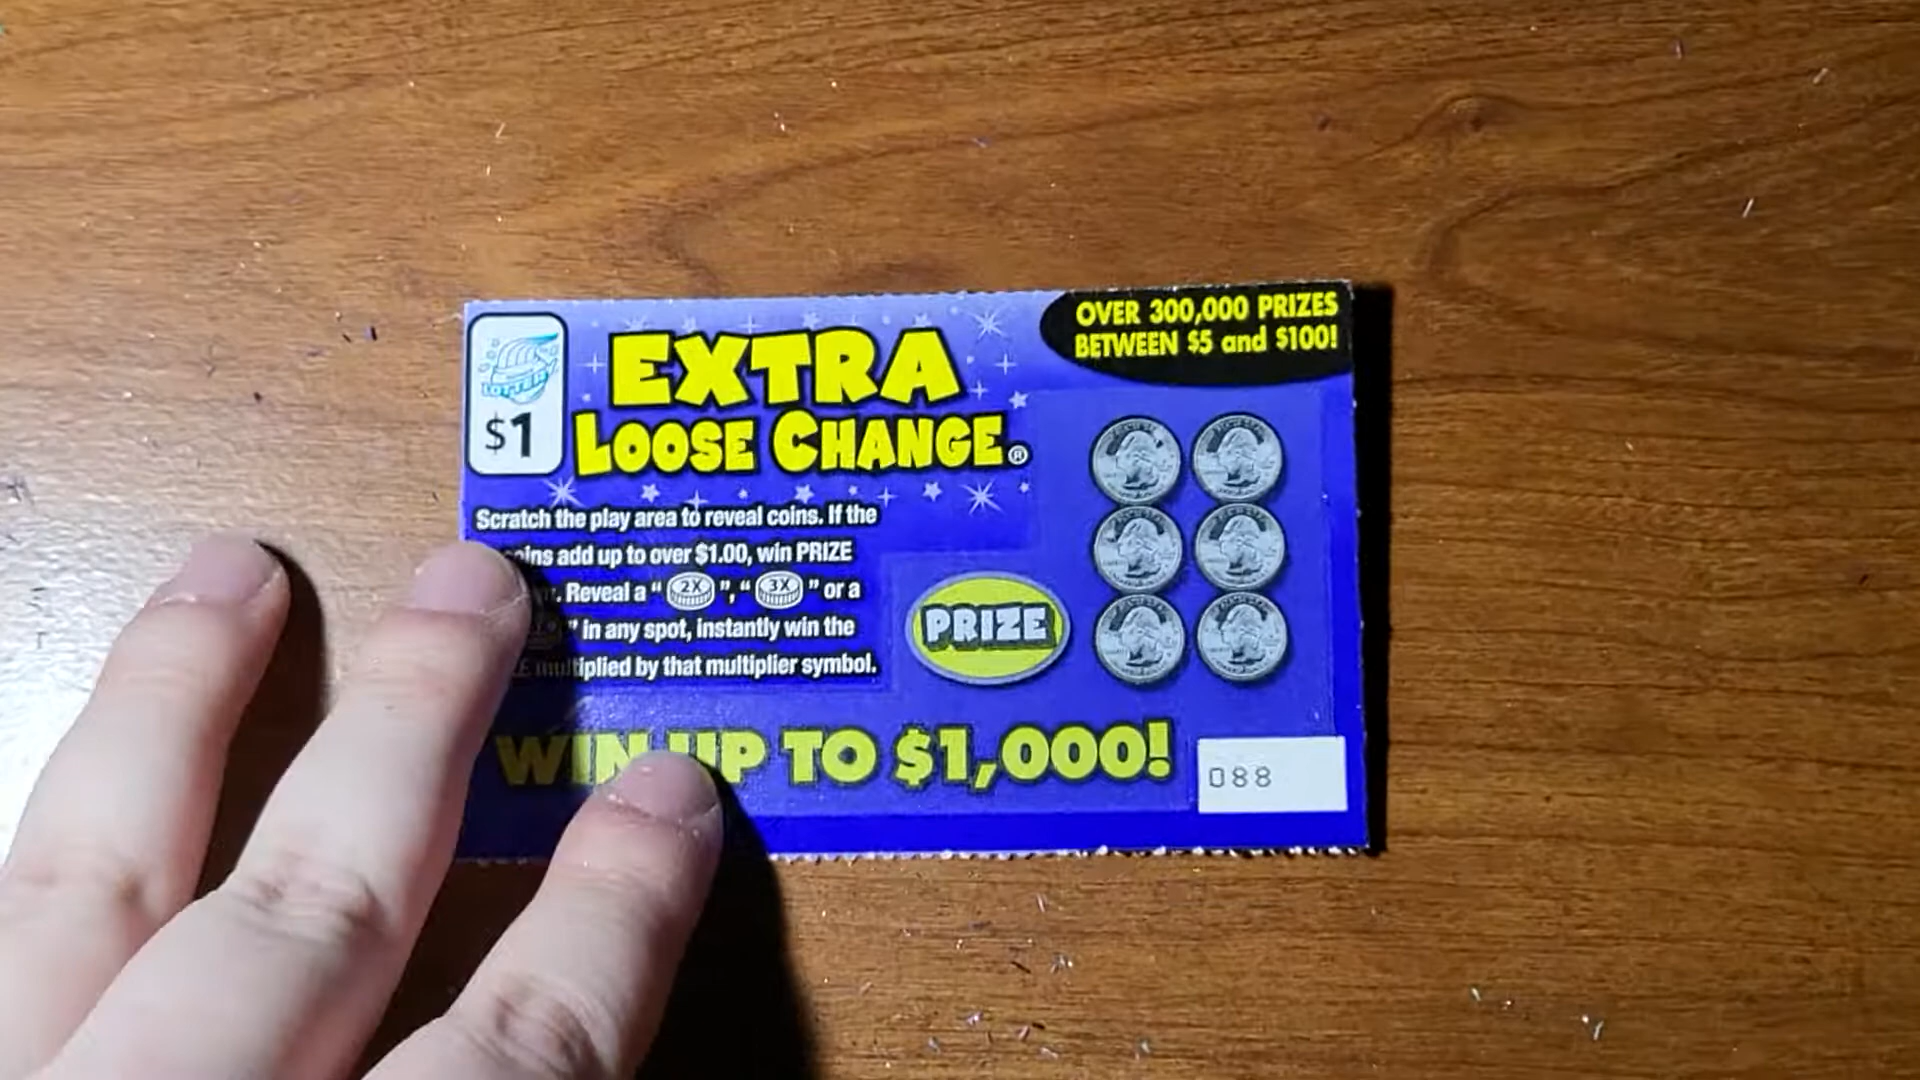 OVER 300,000 PRIZES
BETWEEN $5 and $100!
LOTTERY
$1
EXTRA
LOOSE CHANGE®
Scratch the play area to reveal coins. If the
add up to over $1.00, win PRIZE
Reveal a "2X", "3X" or a
" in any spot, instantly win the
multiplied by that multiplier symbol.
PRIZE
WIN UP TO $1,000!
088